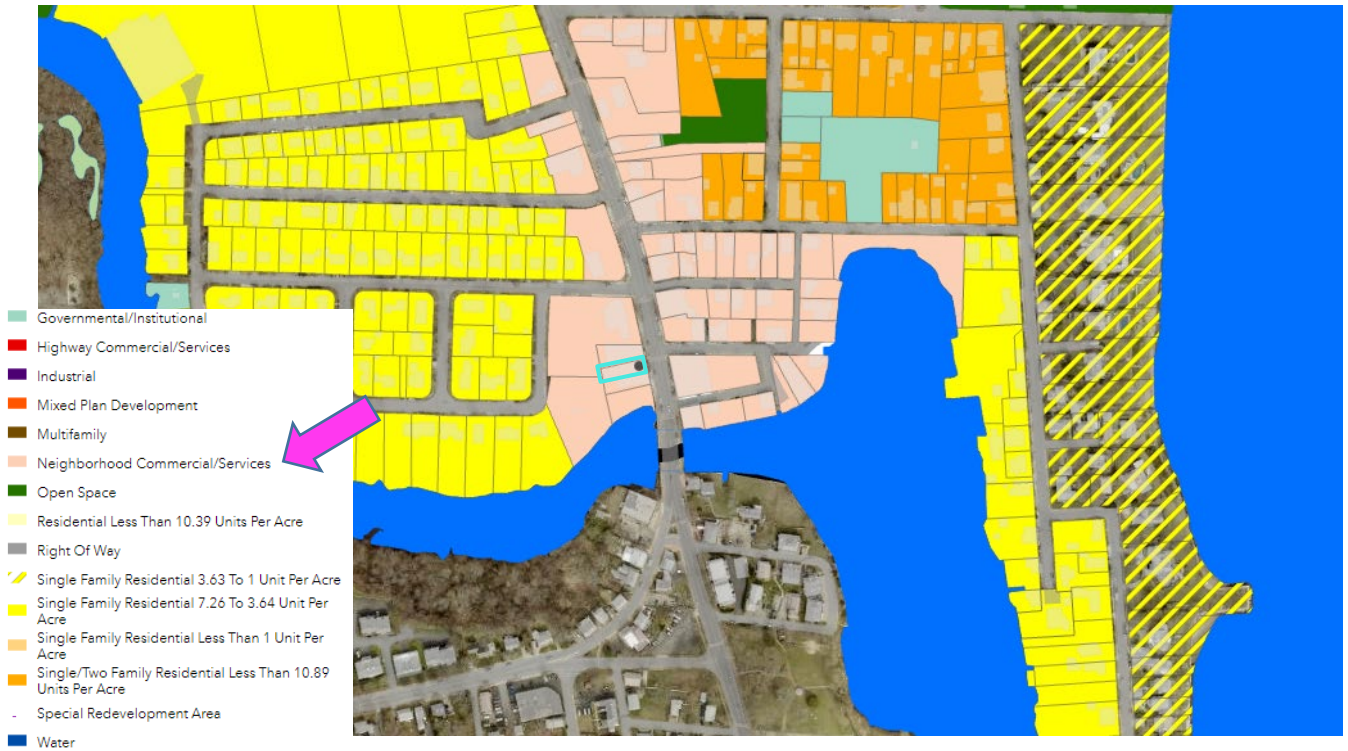 Governmental/Institutional
Highway Commercial/Services
Industrial
Mixed Plan Development
Multifamily
Neighborhood Commercial/Services
Open Space
Residential Less Than 10.39 Units Per Acre
Right Of Way
Single Family Residential 3.63 To 1 Unit Per Acre
Single Family Residential 7.26 To 3.64 Unit Per
Acre
Single Family Residential Less Than 1 Unit Per
Acre
Single/Two Family Residential Less Than 10.89
Units Per Acre
Special Redevelopment Area
Water